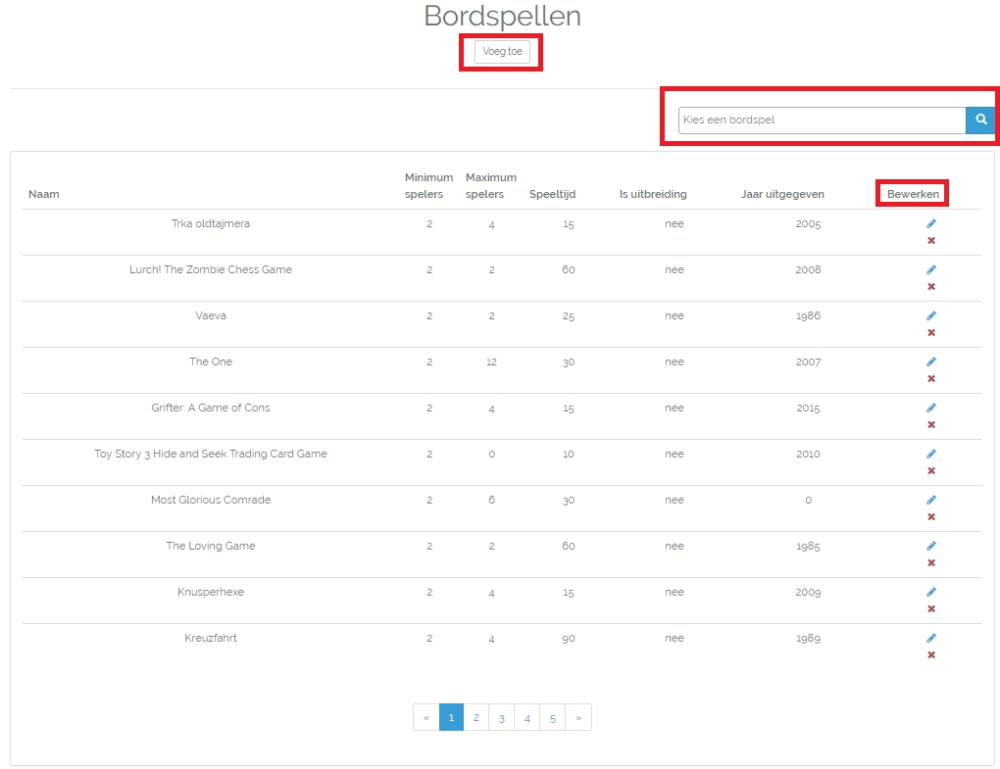 Bordspellen
Voeg toe
Kies een bordspel
Naam Minimum spelers Maximum spelers Speeltijd Is uitbreiding Jaar uitgegeven Bewerken
Trka oldtajmera 2 4 15 nee 2005
Lurch! The Zombie Chess Game 2 2 60 nee 2008
Vaeva 2 2 25 nee 1986
The One 2 12 30 nee 2007
Grifter: A Game of Cons 2 4 15 nee 2015
Toy Story 3 Hide and Seek Trading Card Game 2 0 10 nee 2010
Most Glorious Comrade 2 6 30 nee 0
The Loving Game 2 2 60 nee 1985
Knusperhexe 2 4 15 nee 2009
Kreuzfahrt 2 4 90 nee 1989
« 1 2 3 4 5 »